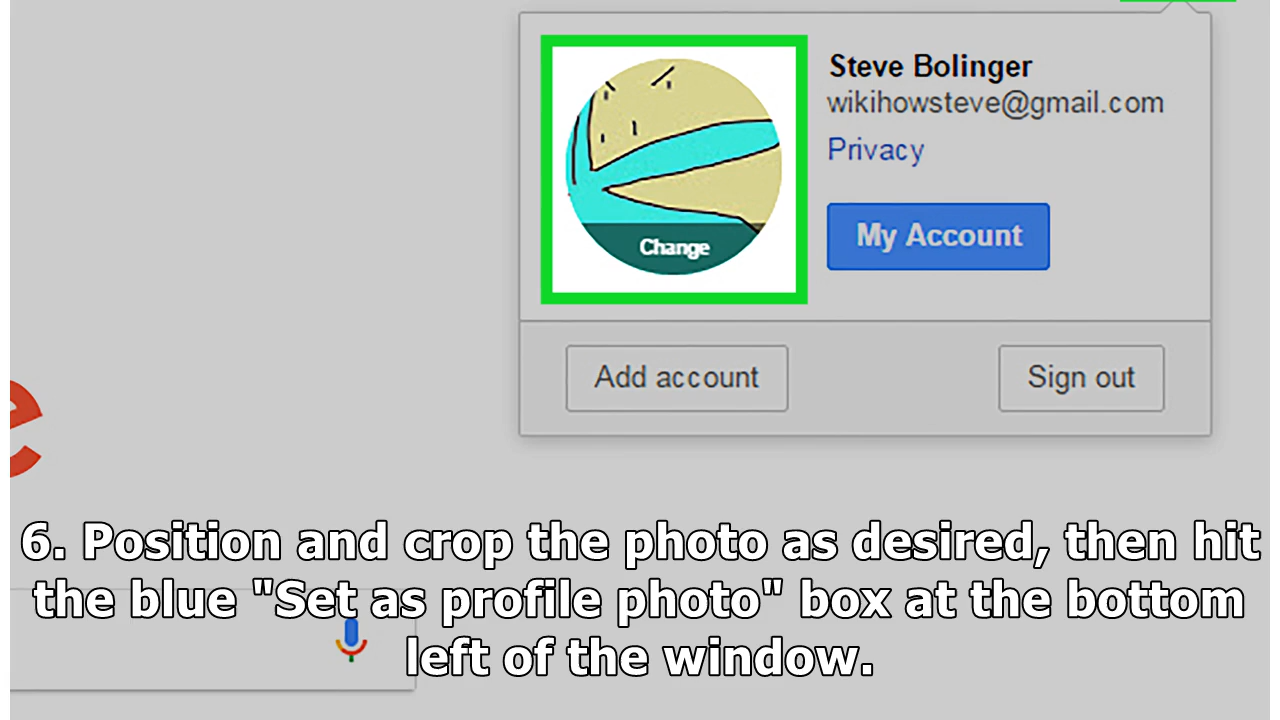 Steve Bolinger
wikihowsteve@gmail.com
Privacy
My Account
Change
Add account
Sign out
e
6. Position and crop the photo as desired, then hit
the blue "Set as profile photo" box at the bottom
left of the window.